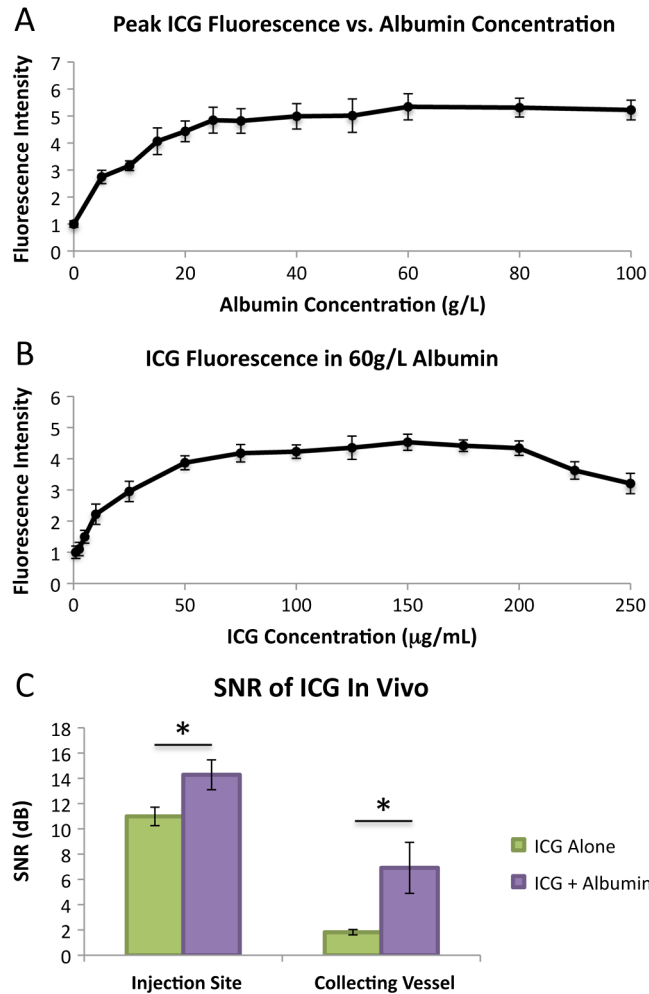 A
Peak ICG Fluorescence vs. Albumin Concentration
Fluorescence Intensity
7
6
5
4
3
2
1
0
0 20 40 60 80 100
Albumin Concentration (g/L)
B
ICG Fluorescence in 60g/L Albumin
Fluorescence Intensity
6
5
4
3
2
1
0
0 50 100 150 200 250
ICG Concentration (μg/mL)
C
SNR of ICG In Vivo
SNR (dB)
18
16
14
12
10
8
6
4
2
0
*
*
ICG Alone
ICG + Albumin
Injection Site Collecting Vessel